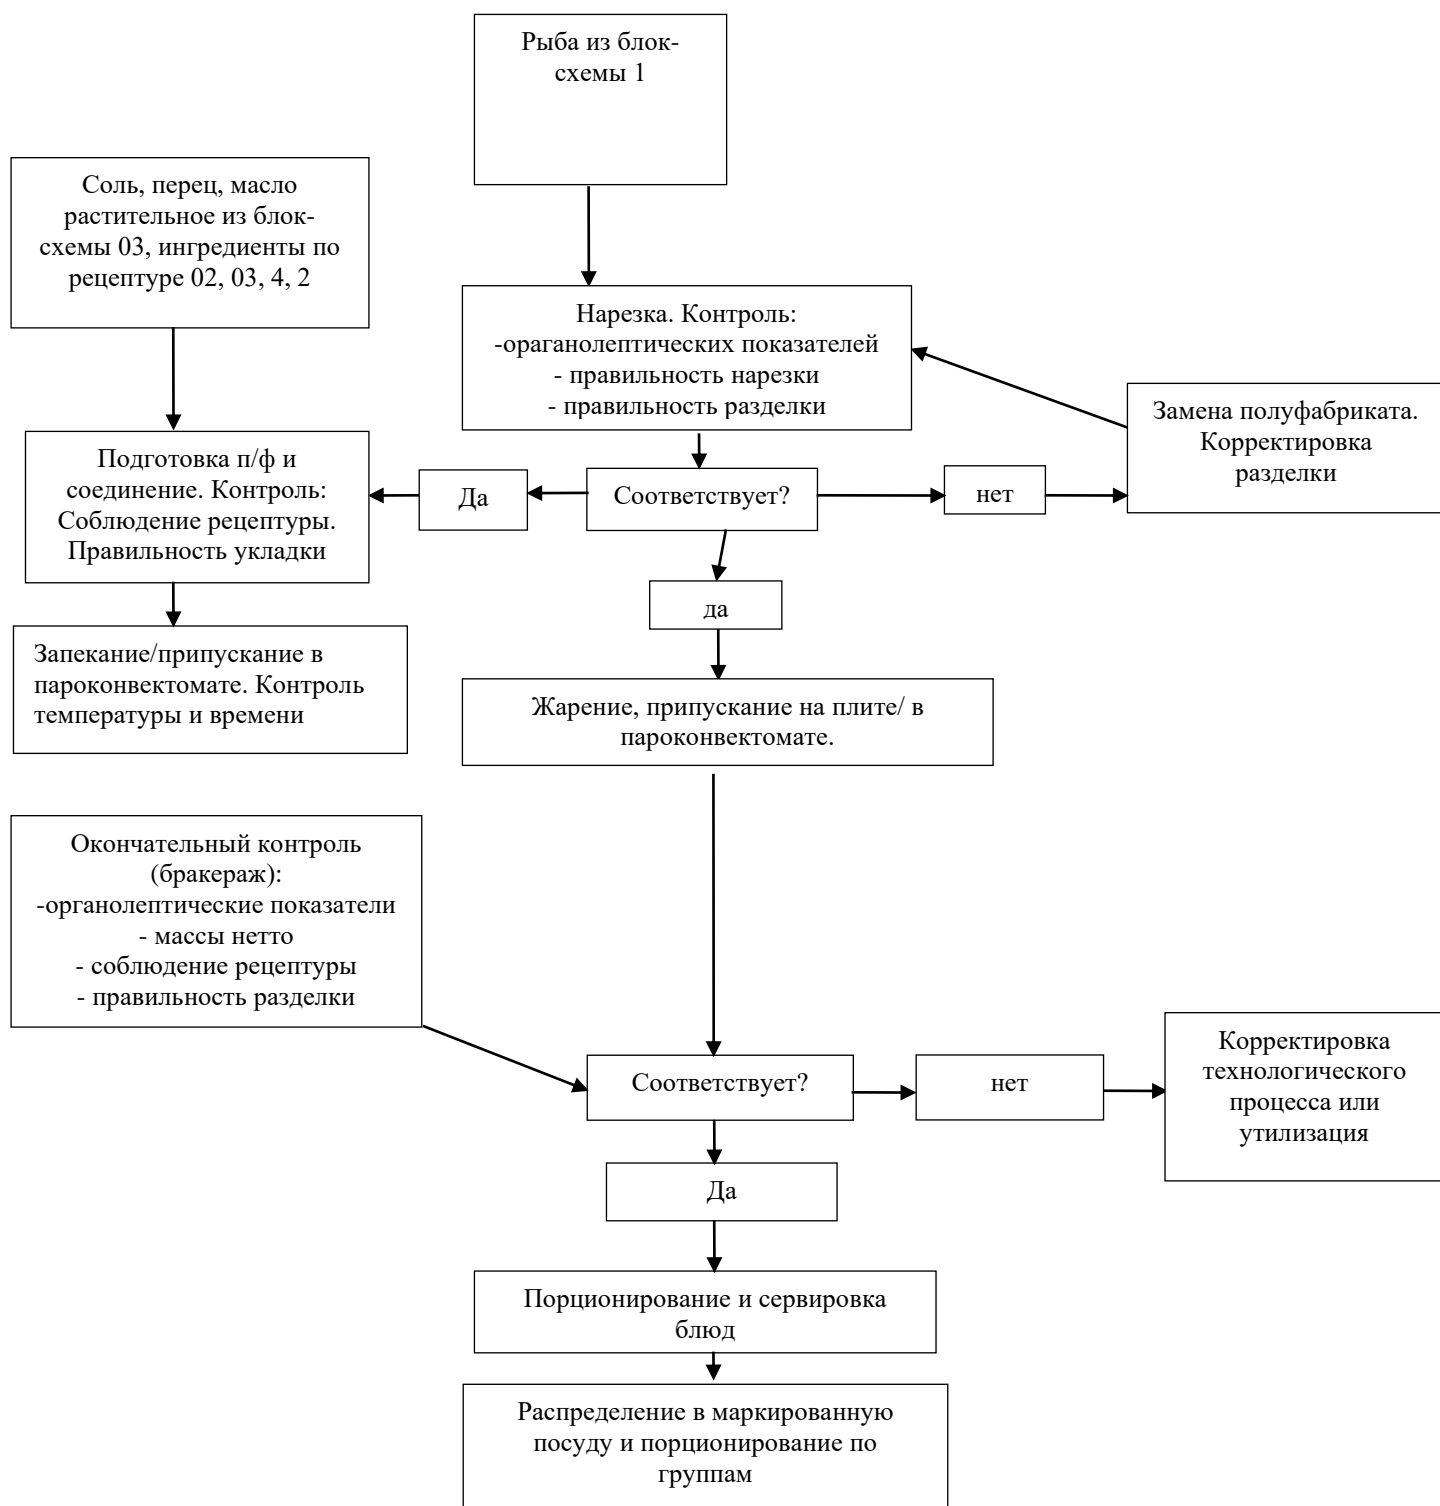 Рыба из блок-
схемы 1
Соль, перец, масло
растительное из блок-
схемы 03, ингредиенты по
рецептуре 02, 03, 4, 2
Нарезка. Контроль:
-ораганолептических показателей
- правильность нарезки
- правильность разделки
Замена полуфабриката.
Корректировка
разделки
Подготовка п/ф и
соединение. Контроль:
Соблюдение рецептуры.
Правильность укладки
Да
Соответствует?
нет
да
Запекание/припускание в
пароконвектомате. Контроль
температуры и времени
Жарение, припускание на плите/ в
пароконвектомате.
Окончательный контроль
(бракераж):
-органолептические показатели
- массы нетто
- соблюдение рецептуры
- правильность разделки
Соответствует?
нет
Корректировка
технологического
процесса или
утилизация
Да
Порционирование и сервировка
блюд
Распределение в маркированную
посуду и порционирование по
группам